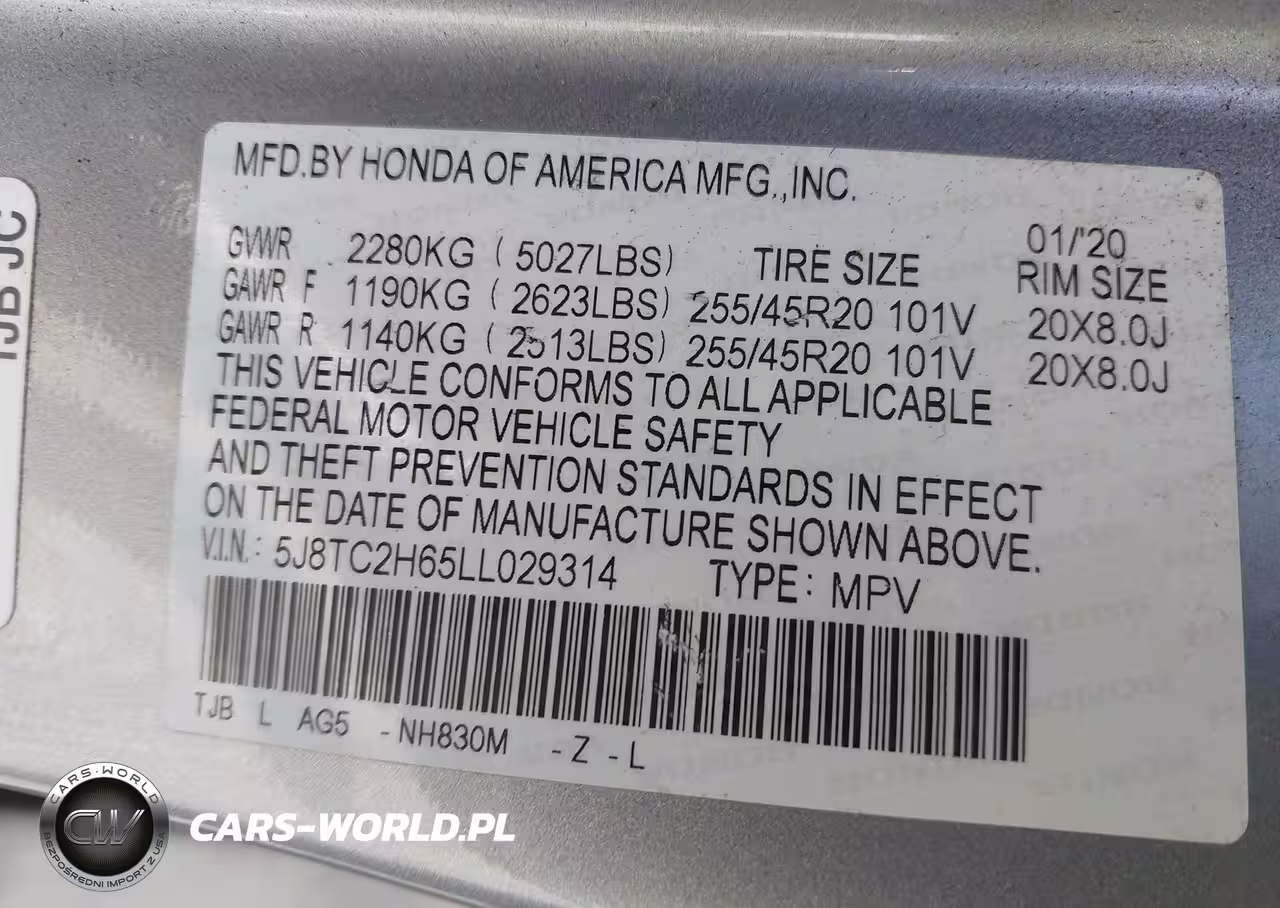 MFD.BY HONDA OF AMERICA MFG.,INC.
01/'20
GVWR 2280KG ( 5027LBS) TIRE SIZE RIM SIZE
GAWR F 1190KG ( 2623LBS) 255/45R20 101V 20X8.0J
GAWR R 1140KG ( 2513LBS) 255/45R20 101V 20X8.0J
THIS VEHICLE CONFORMS TO ALL APPLICABLE
FEDERAL MOTOR VEHICLE SAFETY
AND THEFT PREVENTION STANDARDS IN EFFECT
ON THE DATE OF MANUFACTURE SHOWN ABOVE.
V.I.N.: 5J8TC2H65LL029314 TYPE: MPV
TJB L AG5 -NH830M -Z -L
TJB JC
CARS-WORLD
CW
BEZPOŚREDNI IMPORT Z USA
CARS-WORLD.PL